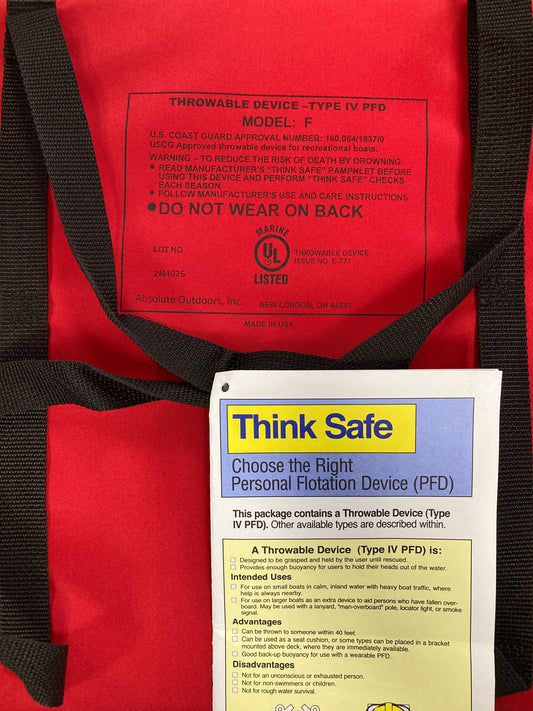 THROWABLE DEVICE –TYPE IV PFD
MODEL: F
U.S. COAST GUARD APPROVAL NUMBER: 160.064/1837/0
USCG Approved throwable device for recreational boats.
WARNING – TO REDUCE THE RISK OF DEATH BY DROWNING:
● READ MANUFACTURER'S "THINK SAFE" PAMPHLET BEFORE
USING THIS DEVICE AND PERFORM "THINK SAFE" CHECKS
EACH SEASON
● FOLLOW MANUFACTURER'S USE AND CARE INSTRUCTIONS
●DO NOT WEAR ON BACK
LOT NO
2N4026
MARINE
UL
LISTED
THROWABLE DEVICE
ISSUE NO. E-771
Absolute Outdoors, Inc.
NEW LONDON, OH 44851
MADE IN USA
Think Safe
Choose the Right
Personal Flotation Device (PFD)
This package contains a Throwable Device (Type
IV PFD). Other available types are described within.
A Throwable Device (Type IV PFD) is:
□ Designed to be grasped and held by the user until rescued.
□ Provides enough buoyancy for users to hold their heads out of the water.
Intended Uses
□ For use on small boats in calm, inland water with heavy boat traffic, where
help is always nearby.
□ For use on larger boats as an extra device to aid persons who have fallen over-
board. May be used with a lanyard, "man-overboard" pole, locator light, or smoke
signal.
Advantages
□ Can be thrown to someone within 40 feet.
□ Can be used as a seat cushion, or some types can be placed in a bracket
mounted above deck, where they are immediately available.
□ Good back-up buoyancy for use with a wearable PFD.
Disadvantages
□ Not for an unconscious or exhausted person.
□ Not for non-swimmers or children.
□ Not for rough water survival.